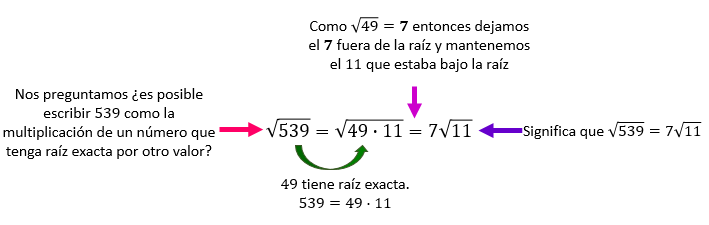 Como √49 = 7 entonces dejamos
el 7 fuera de la raíz y mantenemos
el 11 que estaba bajo la raíz
Nos preguntamos ¿es posible
escribir 539 como la
multiplicación de un número que
tenga raíz exacta por otro valor?
√539 = √49 · 11 = 7√11
Significa que √539 = 7√11
49 tiene raíz exacta.
539 = 49 · 11